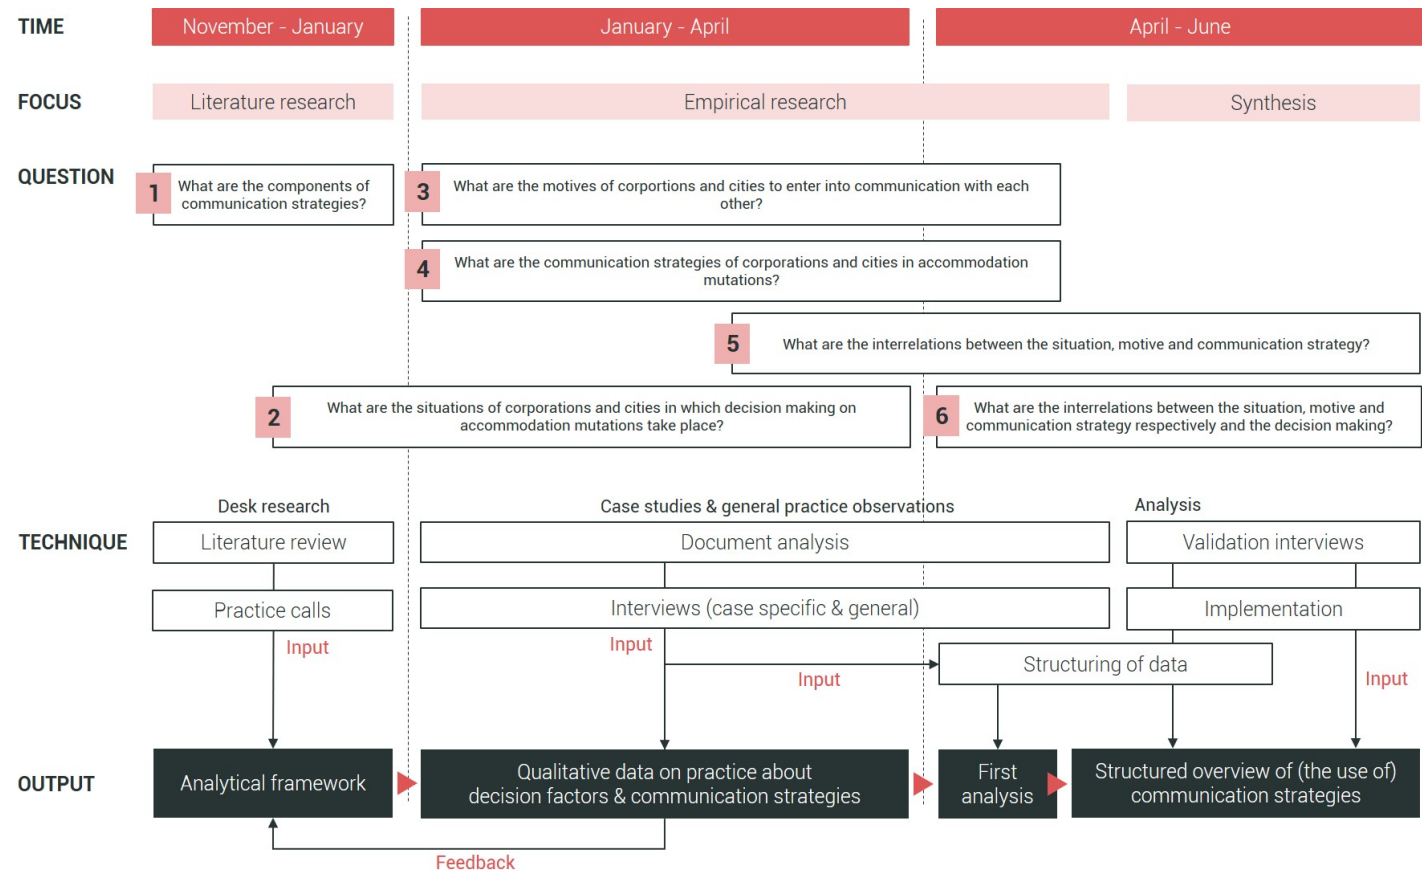 TIME
November - January
January - April
April - June
FOCUS
Literature research
Empirical research
Synthesis
QUESTION
1
What are the components of
communication strategies?
3
What are the motives of corportions and cities to enter into communication with each
other?
4
What are the communication strategies of corporations and cities in accommodation
mutations?
5
What are the interrelations between the situation, motive and communication strategy?
2
What are the situations of corporations and cities in which decision making on
accommodation mutations take place?
6
What are the interrelations between the situation, motive and
communication strategy respectively and the decision making?
TECHNIQUE
Desk research
Literature review
Practice calls
Input
Case studies & general practice observations
Document analysis
Interviews (case specific & general)
Input
Input
Analysis
Validation interviews
Implementation
Structuring of data
Input
OUTPUT
Analytical framework
Qualitative data on practice about
decision factors & communication strategies
First
analysis
Structured overview of (the use of)
communication strategies
Feedback